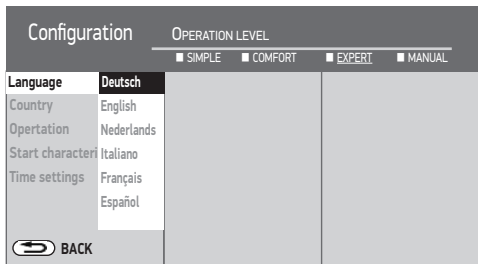 Configuration OPERATION LEVEL
SIMPLE COMFORT EXPERT MANUAL
Language Deutsch
Country English
Opertation Nederlands
Start characteri Italiano
Time settings Français
Español
BACK